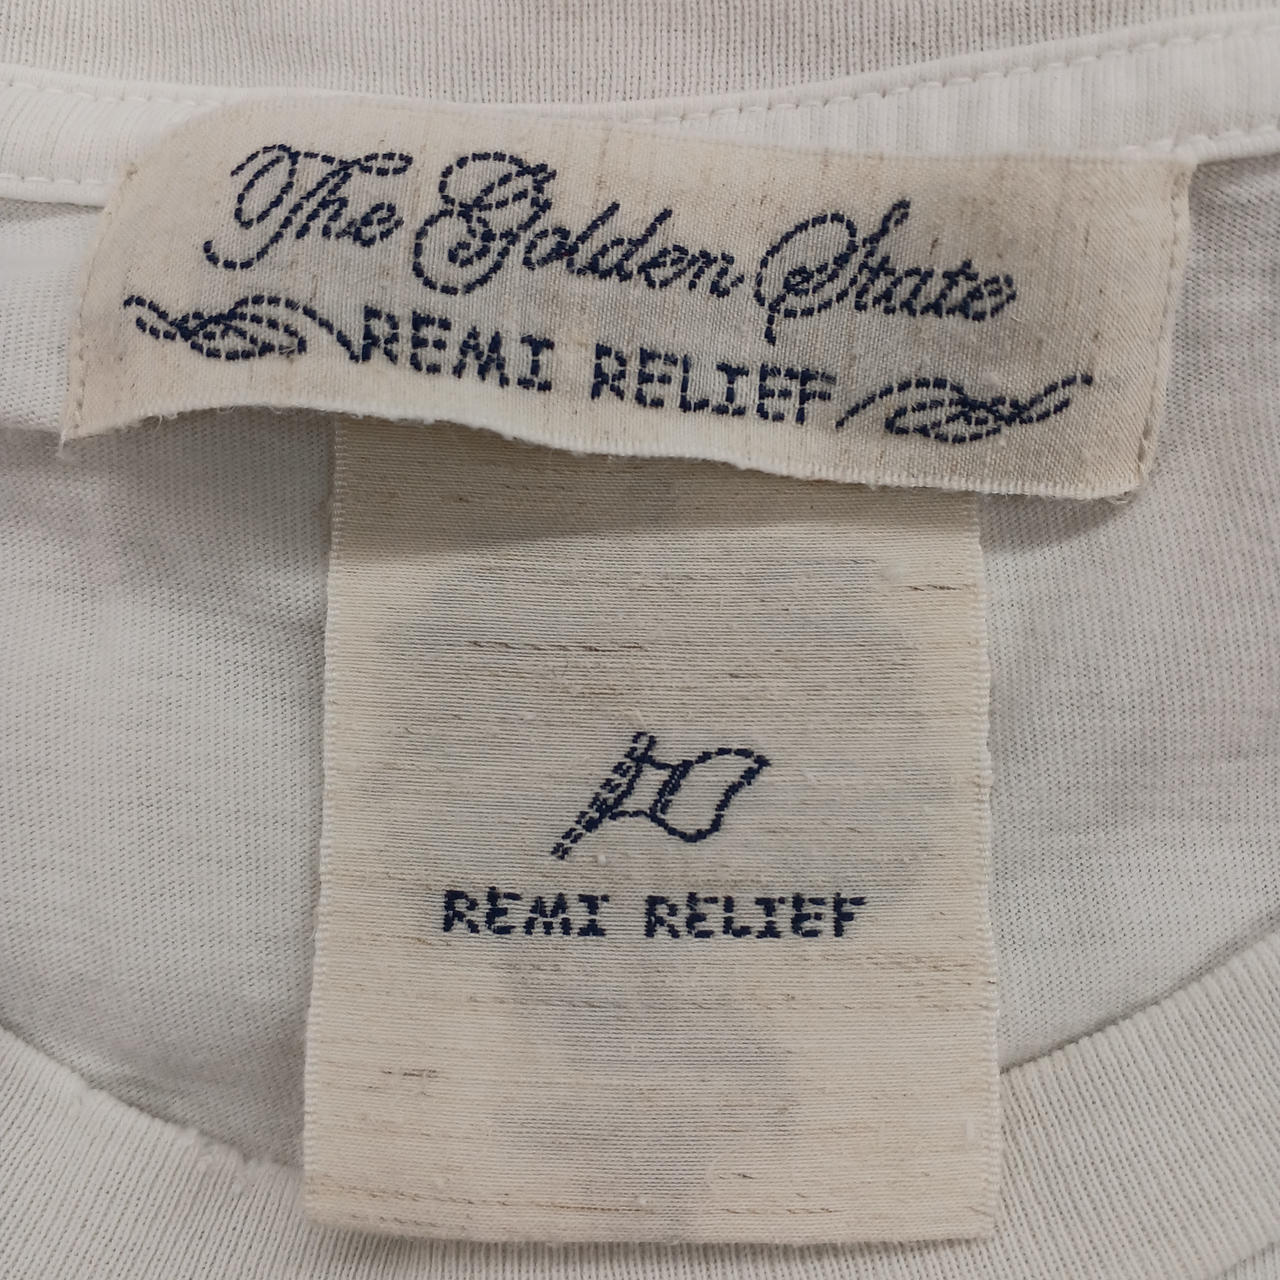 The Golden State
REMI RELIEF
REMI RELIEF